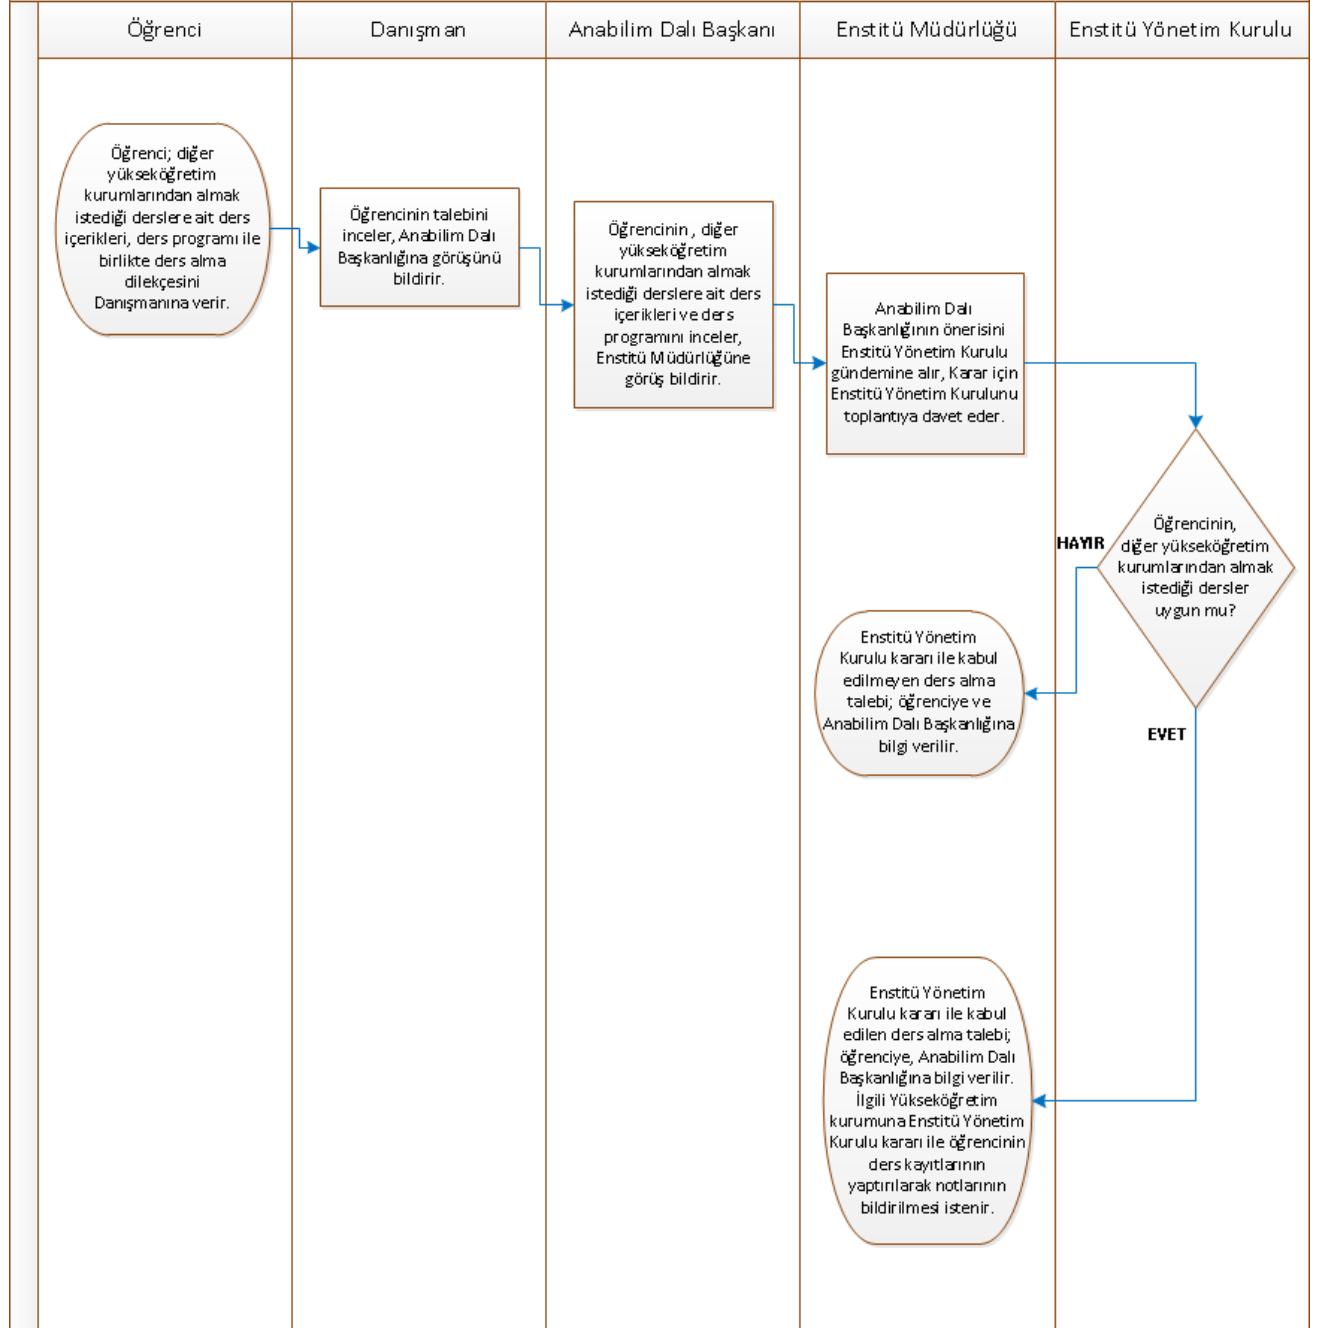 Öğrenci
Danışman
Anabilim Dalı Başkanı
Enstitü Müdürlüğü
Enstitü Yönetim Kurulu
Öğrenci; diğer
yükseköğretim
kurumlarından almak
istediği derslere ait ders
içerikleri, ders programı ile
birlikte ders alma
dilekçesini
Danışmanına verir.
Öğrencinin talebini
inceler, Anabilim Dalı
Başkanlığına görüşünü
bildirir.
Öğrencinin , diğer
yükseköğretim
kurumlarından almak
istediği derslere ait ders
içerikleri ve ders
programını inceler,
Enstitü Müdürlüğüne
görüş bildirir.
Anabilim Dalı
Başkanlığının önerisini
Enstitü Yönetim Kurulu
gündemine alır, Karar için
Enstitü Yönetim Kurulunu
toplantıya davet eder.
Öğrencinin,
diğer yükseköğretim
kurumlarından almak
istediği dersler
uygun mu?
HAYIR
Enstitü Yönetim
Kurulu kararı ile kabul
edilmeyen ders alma
talebi; öğrenciye ve
Anabilim Dalı Başkanlığına
bilgi verilir.
EVET
Enstitü Yönetim
Kurulu kararı ile kabul
edilen ders alma talebi;
öğrenciye, Anabilim Dalı
Başkanlığına bilgi verilir.
İlgili Yükseköğretim
kurumuna Enstitü Yönetim
Kurulu kararı ile öğrencinin
ders kayıtlarının
yaptırılarak notlarının
bildirilmesi istenir.